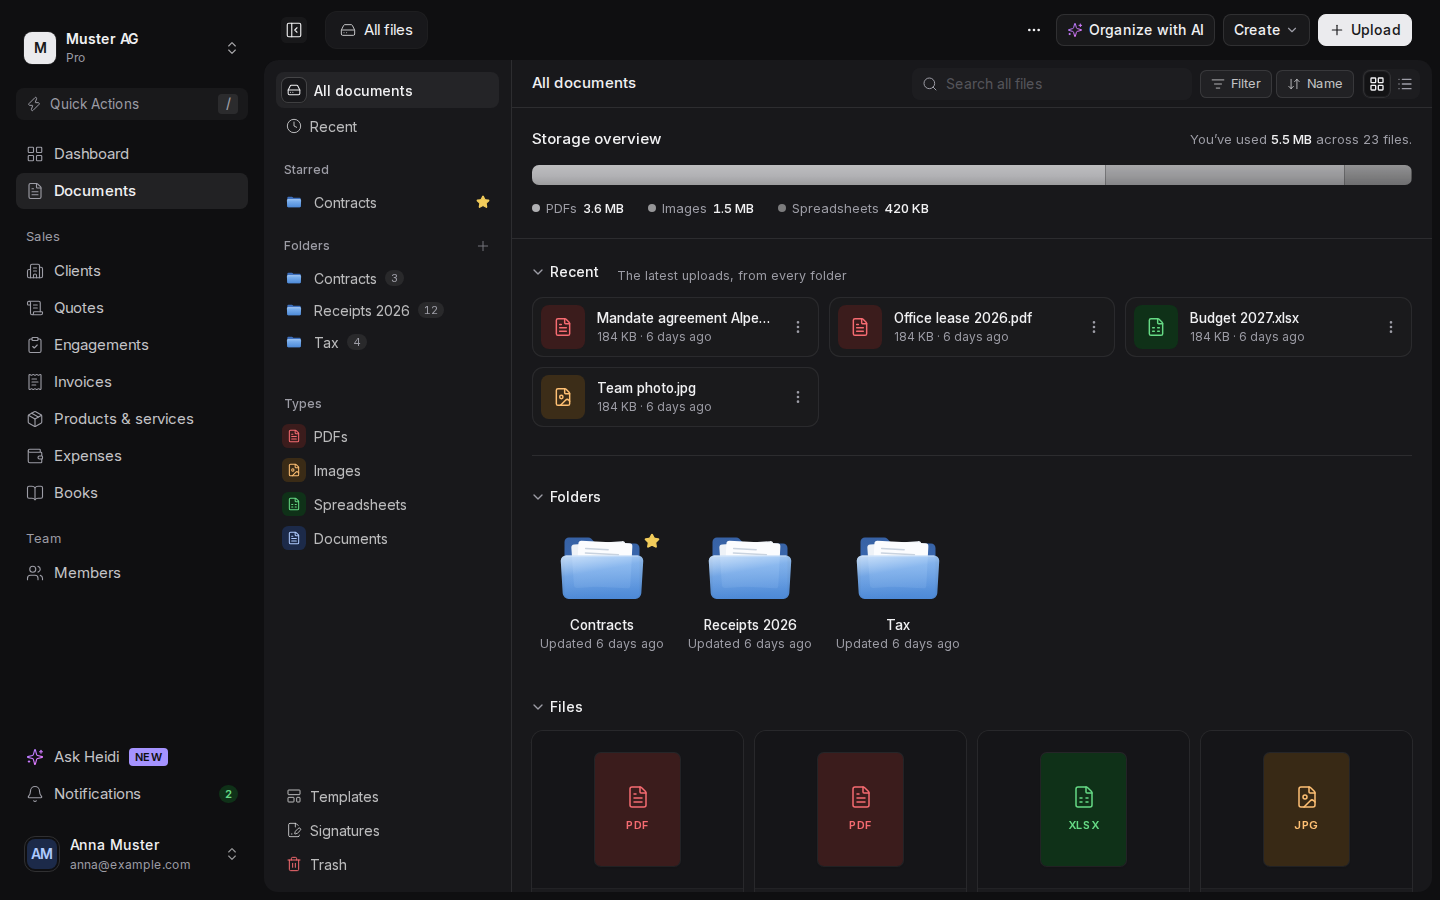 M
Muster AG
Pro
Quick Actions
/
Dashboard
Documents
Sales
Clients
Quotes
Engagements
Invoices
Products & services
Expenses
Books
Team
Members
Ask Heidi NEW
Notifications 2
AM
Anna Muster
anna@example.com
All files
Organize with AI
Create
Upload
All documents
Recent
Starred
Contracts
Folders
Contracts 3
Receipts 2026 12
Tax 4
Types
PDFs
Images
Spreadsheets
Documents
Templates
Signatures
Trash
All documents
Search all files
Filter
Name
Storage overview
You've used 5.5 MB across 23 files.
PDFs 3.6 MB
Images 1.5 MB
Spreadsheets 420 KB
Recent The latest uploads, from every folder
Mandate agreement Alpe...
184 KB · 6 days ago
Office lease 2026.pdf
184 KB · 6 days ago
Budget 2027.xlsx
184 KB · 6 days ago
Team photo.jpg
184 KB · 6 days ago
Folders
Contracts
Updated 6 days ago
Receipts 2026
Updated 6 days ago
Tax
Updated 6 days ago
Files
PDF
PDF
XLSX
JPG